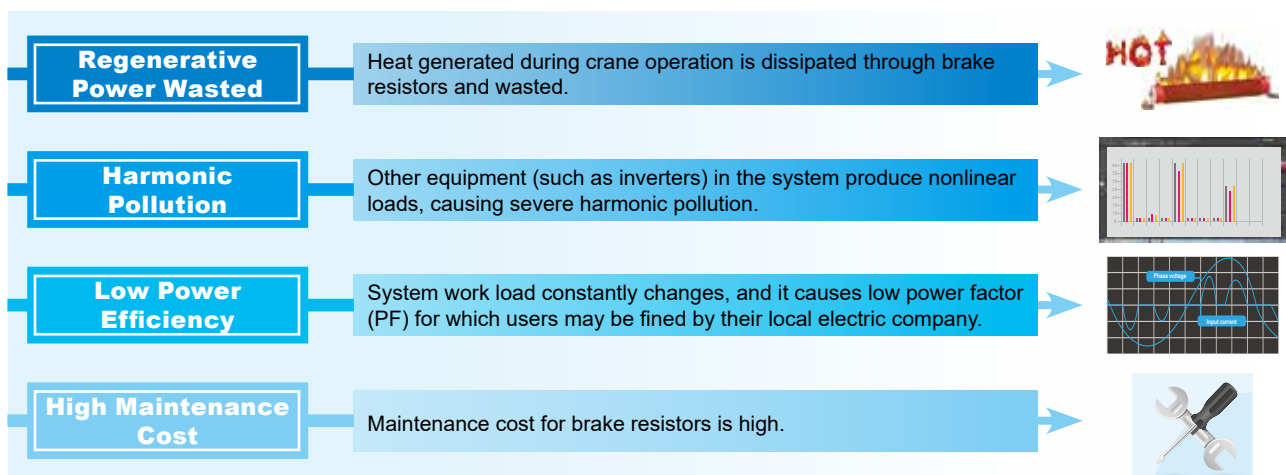 Regenerative
Power Wasted
Heat generated during crane operation is dissipated through brake
resistors and wasted.
HOT
Harmonic
Pollution
Other equipment (such as inverters) in the system produce nonlinear
loads, causing severe harmonic pollution.
Low Power
Efficiency
System work load constantly changes, and it causes low power factor
(PF) for which users may be fined by their local electric company.
Phase voltage
Input current
High Maintenance
Cost
Maintenance cost for brake resistors is high.